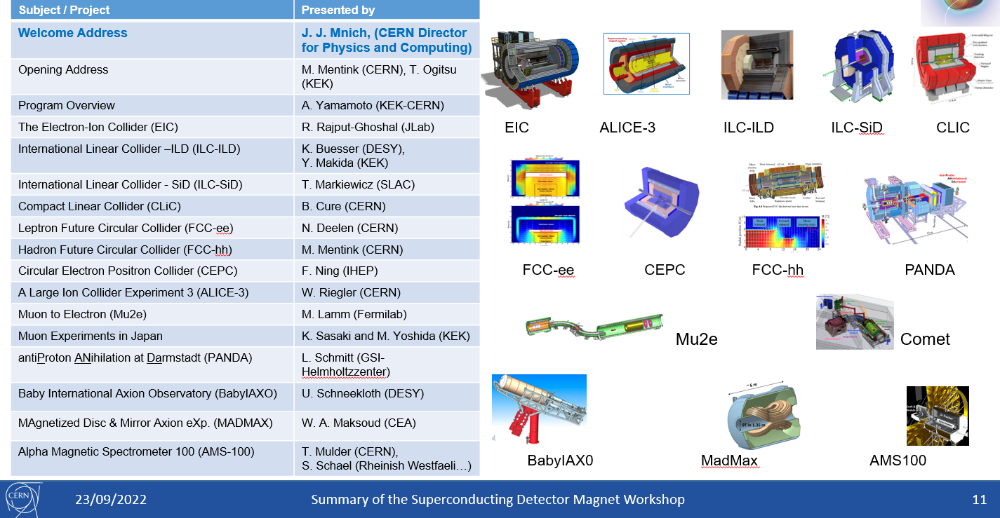 Subject / Project
Presented by
Welcome Address
J. J. Mnich, (CERN Director
for Physics and Computing)
Opening Address
M. Mentink (CERN), T. Ogitsu
(KEK)
Program Overview
A. Yamamoto (KEK-CERN)
The Electron-Ion Collider (EIC)
R. Rajput-Ghoshal (JLab)
International Linear Collider –ILD (ILC-ILD)
K. Buesser (DESY),
Y. Makida (KEK)
International Linear Collider - SiD (ILC-SiD)
T. Markiewicz (SLAC)
Compact Linear Collider (CLiC)
B. Cure (CERN)
Leptron Future Circular Collider (FCC-ee)
N. Deelen (CERN)
Hadron Future Circular Collider (FCC-hh)
M. Mentink (CERN)
Circular Electron Positron Collider (CEPC)
F. Ning (IHEP)
A Large Ion Collider Experiment 3 (ALICE-3)
W. Riegler (CERN)
Muon to Electron (Mu2e)
M. Lamm (Fermilab)
Muon Experiments in Japan
K. Sasaki and M. Yoshida (KEK)
antiProton ANihilation at Darmstadt (PANDA)
L. Schmitt (GSI-
Helmholtzzenter)
Baby International Axion Observatory (BabyIAXO)
U. Schneekloth (DESY)
MAgnetized Disc & Mirror Axion eXp. (MADMAX)
W. A. Maksoud (CEA)
Alpha Magnetic Spectrometer 100 (AMS-100)
T. Mulder (CERN),
S. Schael (Rheinish Westfaeli…)
EIC
ALICE-3
ILC-ILD
ILC-SiD
CLIC
FCC-ee
CEPC
FCC-hh
PANDA
Mu2e
Comet
~ 6 m
9T in 1.35 m
BabyIAX0
MadMax
AMS100
CERN
23/09/2022
Summary of the Superconducting Detector Magnet Workshop
11